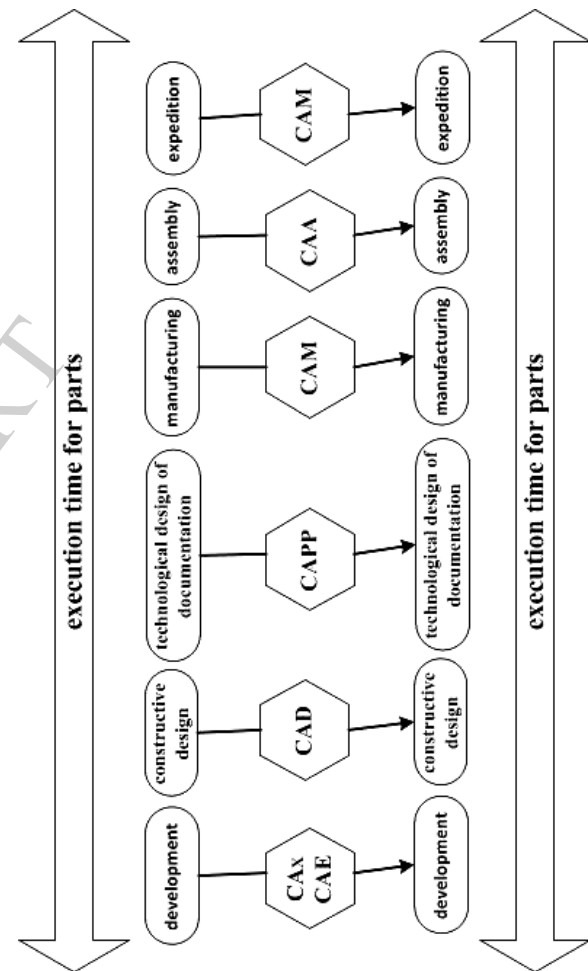 execution time for parts
development
constructive
design
technological design of
documentation
manufacturing
assembly
expedition
CAx
CAE
CAD
CAPP
CAM
CAA
CAM
development
constructive
design
technological design of
documentation
manufacturing
assembly
expedition
execution time for parts